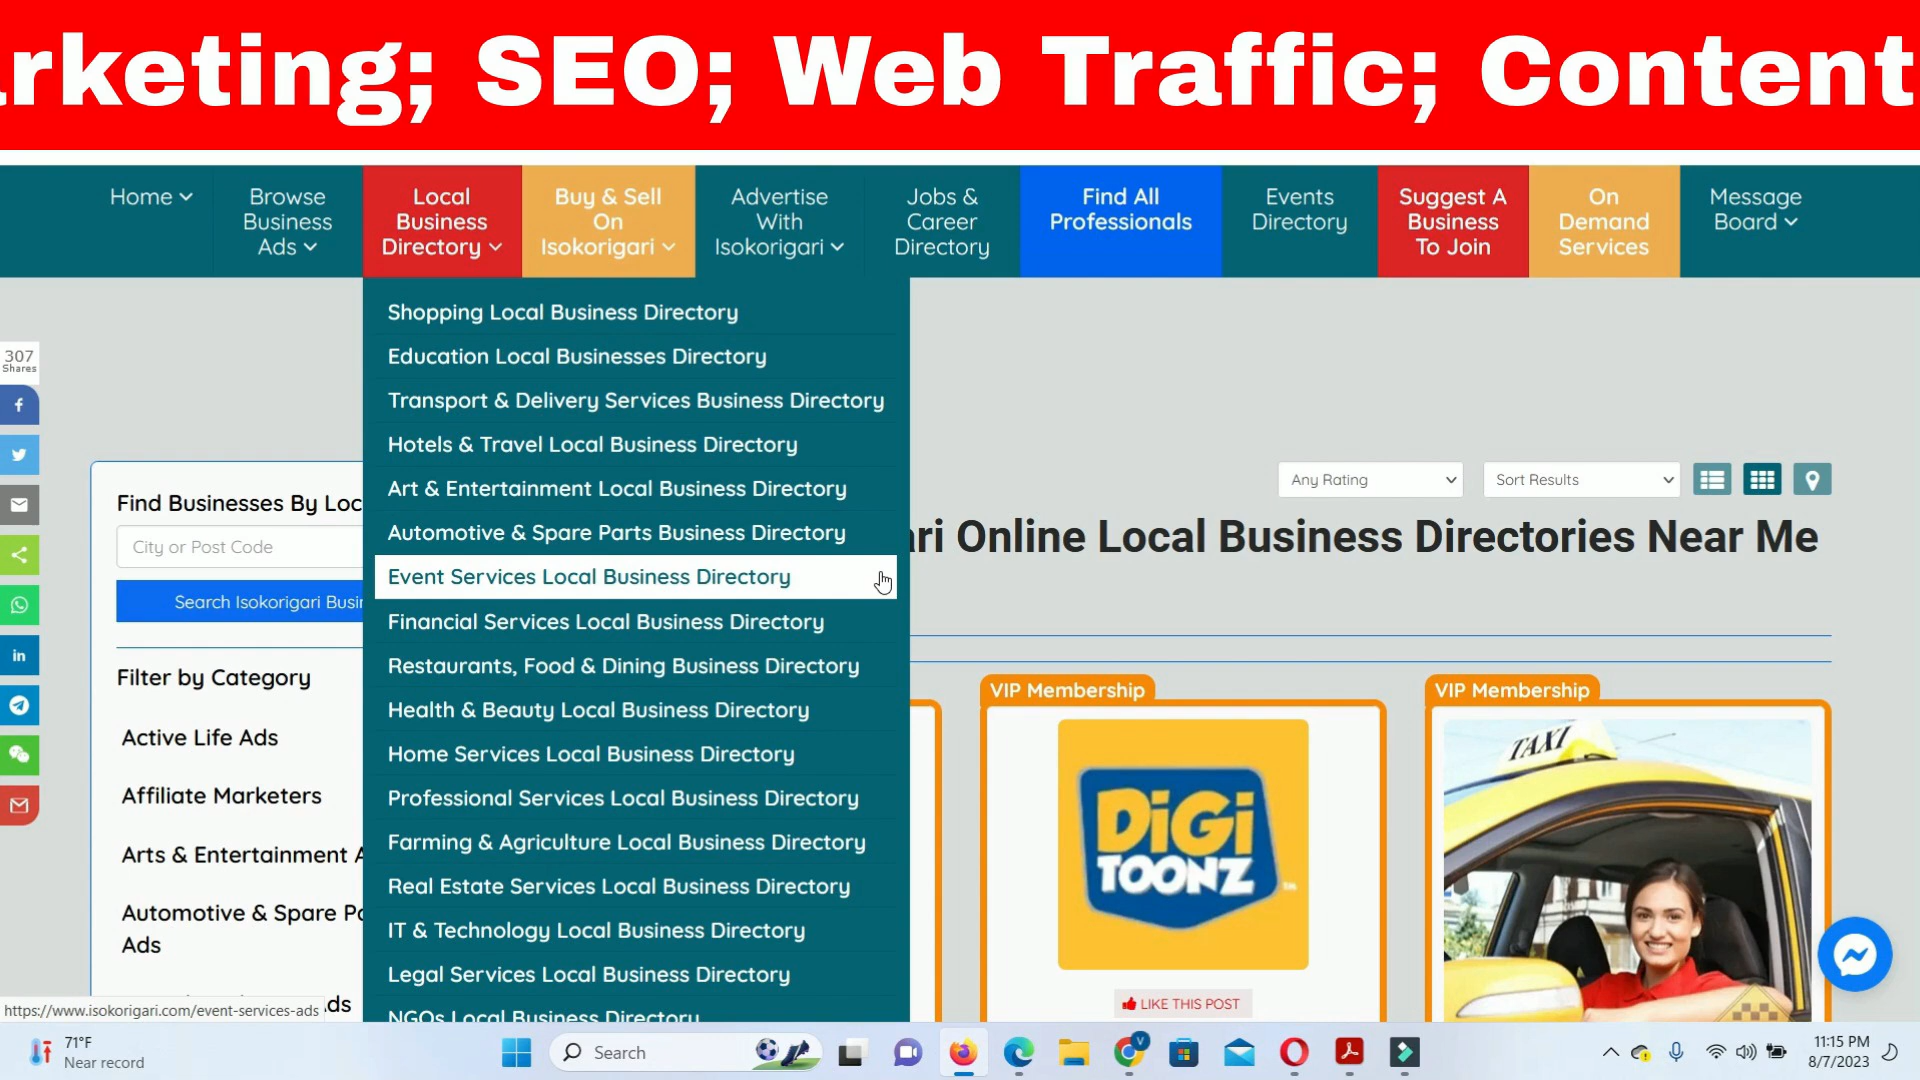 rketing; SEO; Web Traffic; Content
Home
Browse
Business
Ads
Local
Business
Directory
Buy & Sell
On
Isokorigari
Advertise
With
Isokorigari
Jobs &
Career
Directory
Find All
Professionals
Events
Directory
Suggest A
Business
To Join
On
Demand
Services
Message
Board
Shopping Local Business Directory
Education Local Businesses Directory
Transport & Delivery Services Business Directory
Hotels & Travel Local Business Directory
Art & Entertainment Local Business Directory
Automotive & Spare Parts Business Directory
Event Services Local Business Directory
Financial Services Local Business Directory
Restaurants, Food & Dining Business Directory
Health & Beauty Local Business Directory
Home Services Local Business Directory
Professional Services Local Business Directory
Farming & Agriculture Local Business Directory
Real Estate Services Local Business Directory
IT & Technology Local Business Directory
Legal Services Local Business Directory
NGOs Local Business Directory
307
Shares
Find Businesses By Loc
City or Post Code
Search Isokorigari Busin
Filter by Category
Active Life Ads
Affiliate Marketers
Arts & Entertainment A
Automotive & Spare Pa
Ads
ds
https://www.isokorigari.com/event-services-ads
Any Rating
Sort Results
ari Online Local Business Directories Near Me
VIP Membership
DiGi
TOONZ
LIKE THIS POST
VIP Membership
TAXI
71°F
Near record
Search
V
11:15 PM
8/7/2023